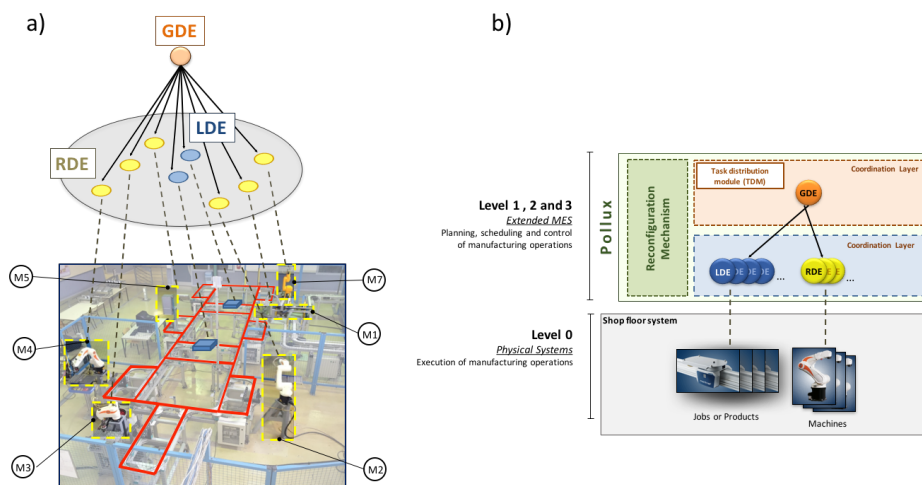 a)
GDE
LDE
RDE
M5
M7
M4
M1
M3
M2
b)
Level 1 , 2 and 3
Extended MES
Planning, scheduling and control
of manufacturing operations
Level 0
Physical Systems
Execution of manufacturing operations
Pollux
Reconfiguration
Mechanism
Task distribution
module (TDM)
Coordination Layer
GDE
Coordination Layer
LDE
...
RDE
...
Shop floor system
Jobs or Products
Machines